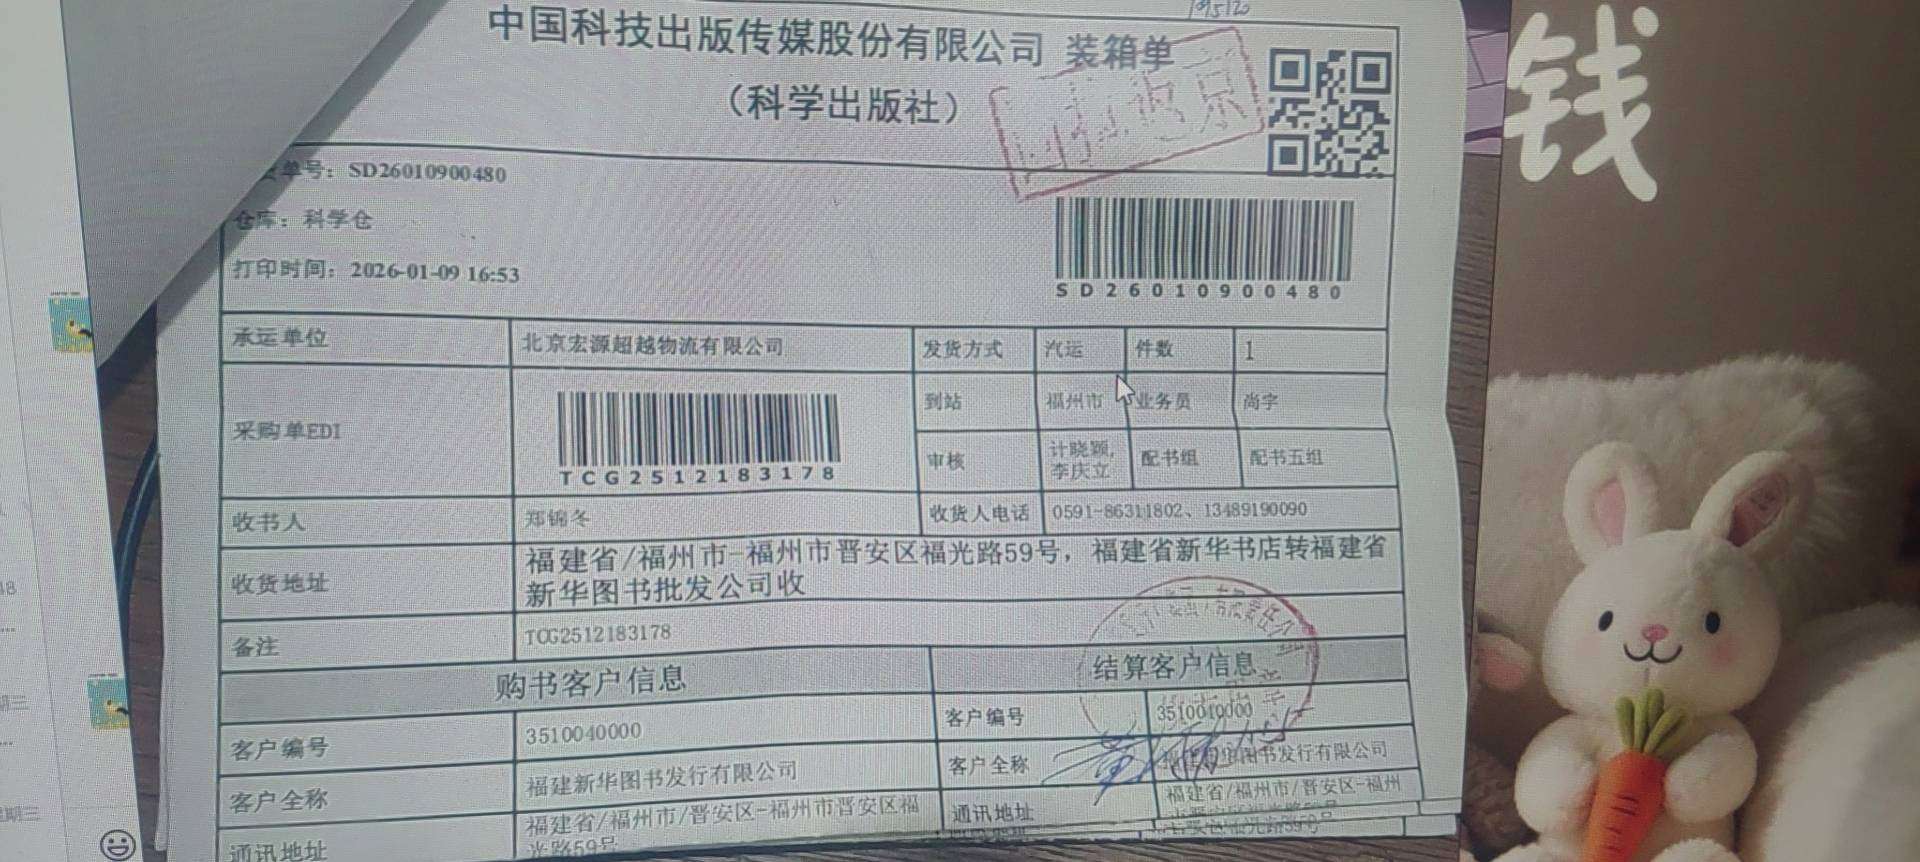 中国科技出版传媒股份有限公司 装箱单
（科学出版社）
钱
单号：SD26010900480
仓库：科学仓
打印时间：2026-01-09 16:53
SD26010900480
承运单位 北京宏源超越物流有限公司 发货方式 汽运 件数 1
采购单EDI TCG2512183178 到站 福州市 业务员 尚宇
审核 计晓颖, 李庆立 配书组 配书五组
收书人 郑锦冬 收货人电话 0591-86311802、13489190090
收货地址 福建省/福州市-福州市晋安区福光路59号，福建省新华书店转福建省
新华图书批发公司收
备注 TCG2512183178
购书客户信息 结算客户信息
客户编号 3510040000 客户编号 3510040000
客户全称 福建新华图书发行有限公司 客户全称 图书发行有限公司
通讯地址 福建省/福州市/晋安区-福州市晋安区福 通讯地址 福建省/福州市/晋安区-福州
光路59号